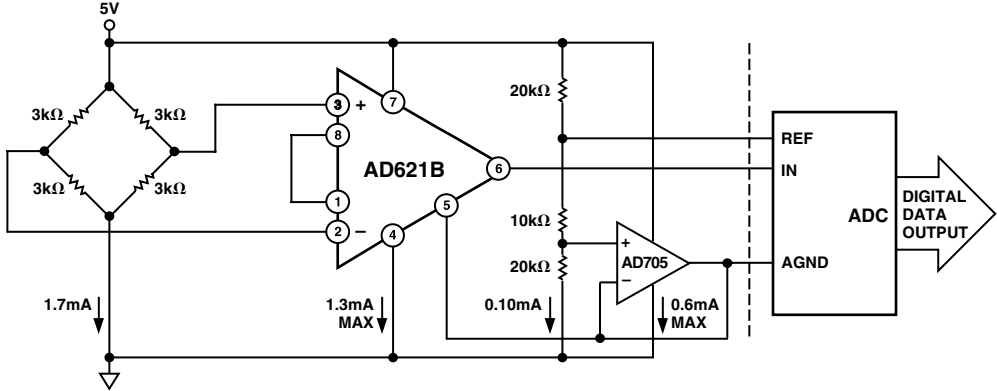 5V
3kΩ
3kΩ
3kΩ
3kΩ
1.7mA
3
+
8
1
2
−
7
AD621B
6
5
4
1.3mA
MAX
20kΩ
10kΩ
20kΩ
0.10mA
+
AD705
−
0.6mA
MAX
REF
IN
ADC
AGND
DIGITAL
DATA
OUTPUT